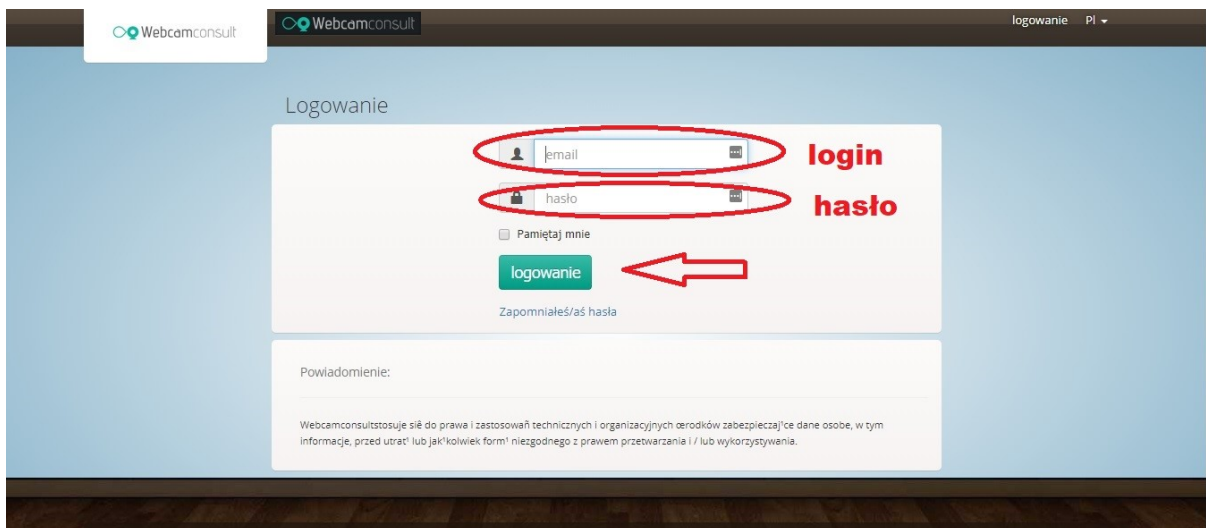 Webcamconsult
Webcamconsult
logowanie Pl
Logowanie
email
login
hasło
hasło
Pamiętaj mnie
logowanie
Zapomniałeś/aś hasła
Powiadomienie:
Webcamconsultstosuje siê do prawa i zastosowañ technicznych i organizacyjnych œrodków zabezpieczaj¹ce dane osobe, w tym
informacje, przed utrat¹ lub jak¹kolwiek form¹ niezgodnego z prawem przetwarzania i / lub wykorzystywania.